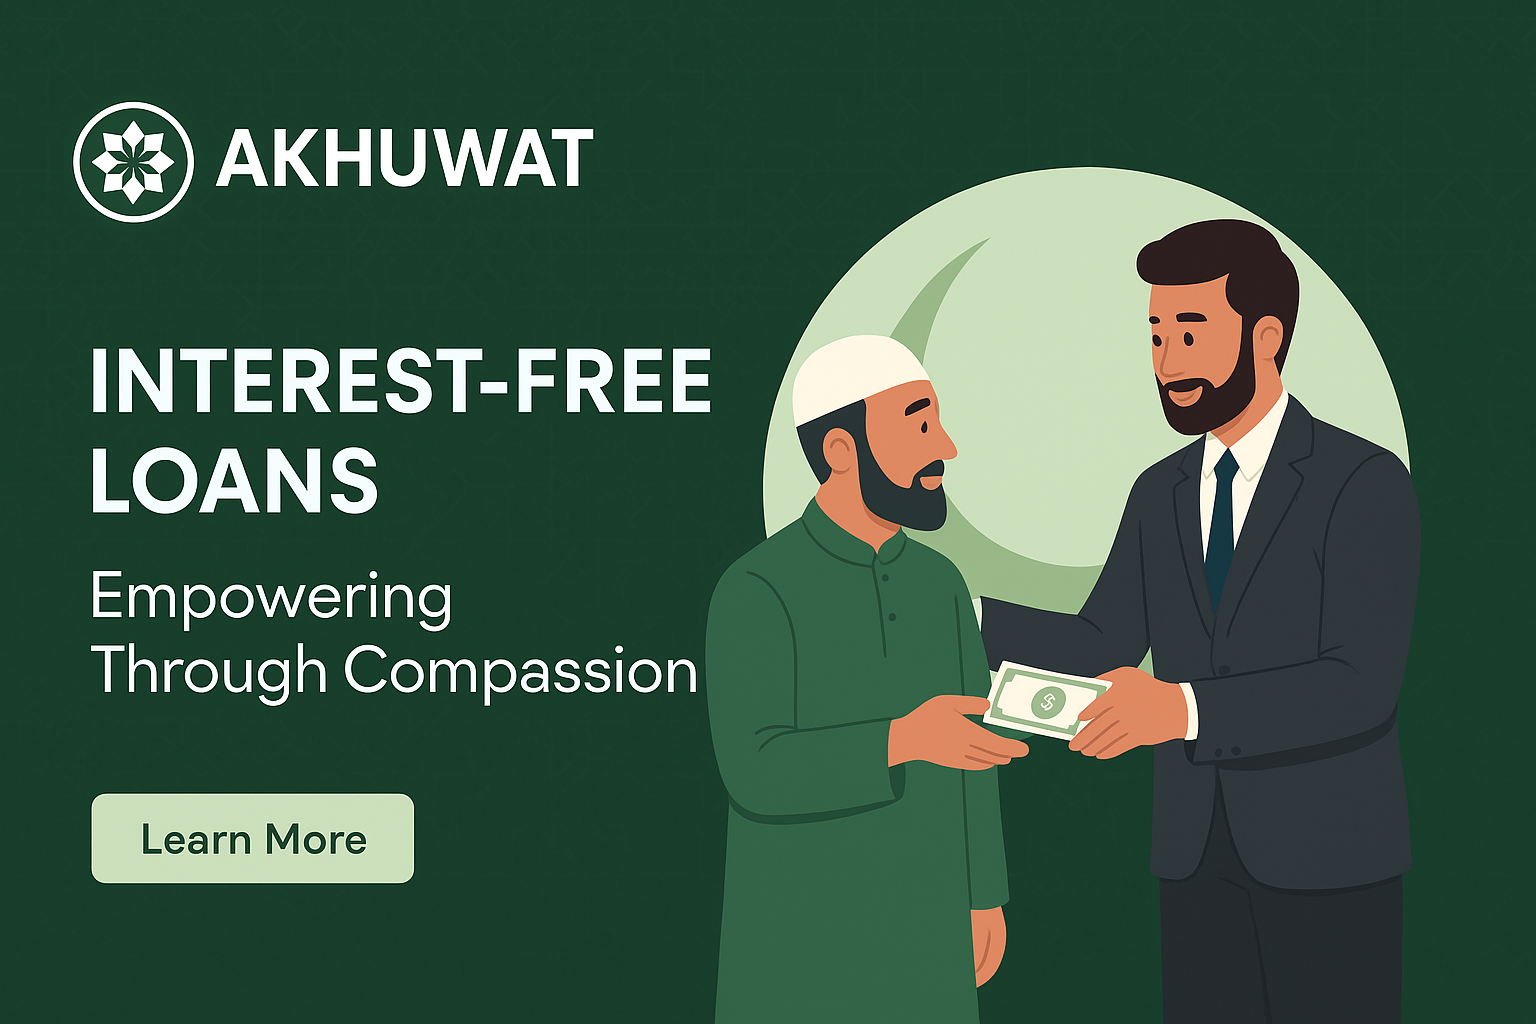 AKHUWAT
INTEREST-FREE
LOANS
Empowering
Through Compassion
Learn More
$